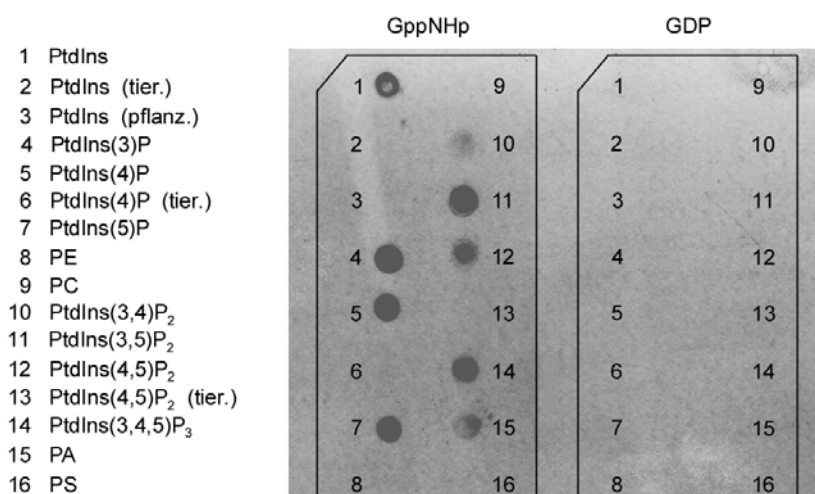 GppNHp GDP
1 PtdIns
2 PtdIns (tier.)
3 PtdIns (pflanz.)
4 PtdIns(3)P
5 PtdIns(4)P
6 PtdIns(4)P (tier.)
7 PtdIns(5)P
8 PE
9 PC
10 PtdIns(3,4)P₂
11 PtdIns(3,5)P₂
12 PtdIns(4,5)P₂
13 PtdIns(4,5)P₂ (tier.)
14 PtdIns(3,4,5)P₃
15 PA
16 PS
1 9
2 10
3 11
4 12
5 13
6 14
7 15
8 16
1 9
2 10
3 11
4 12
5 13
6 14
7 15
8 16